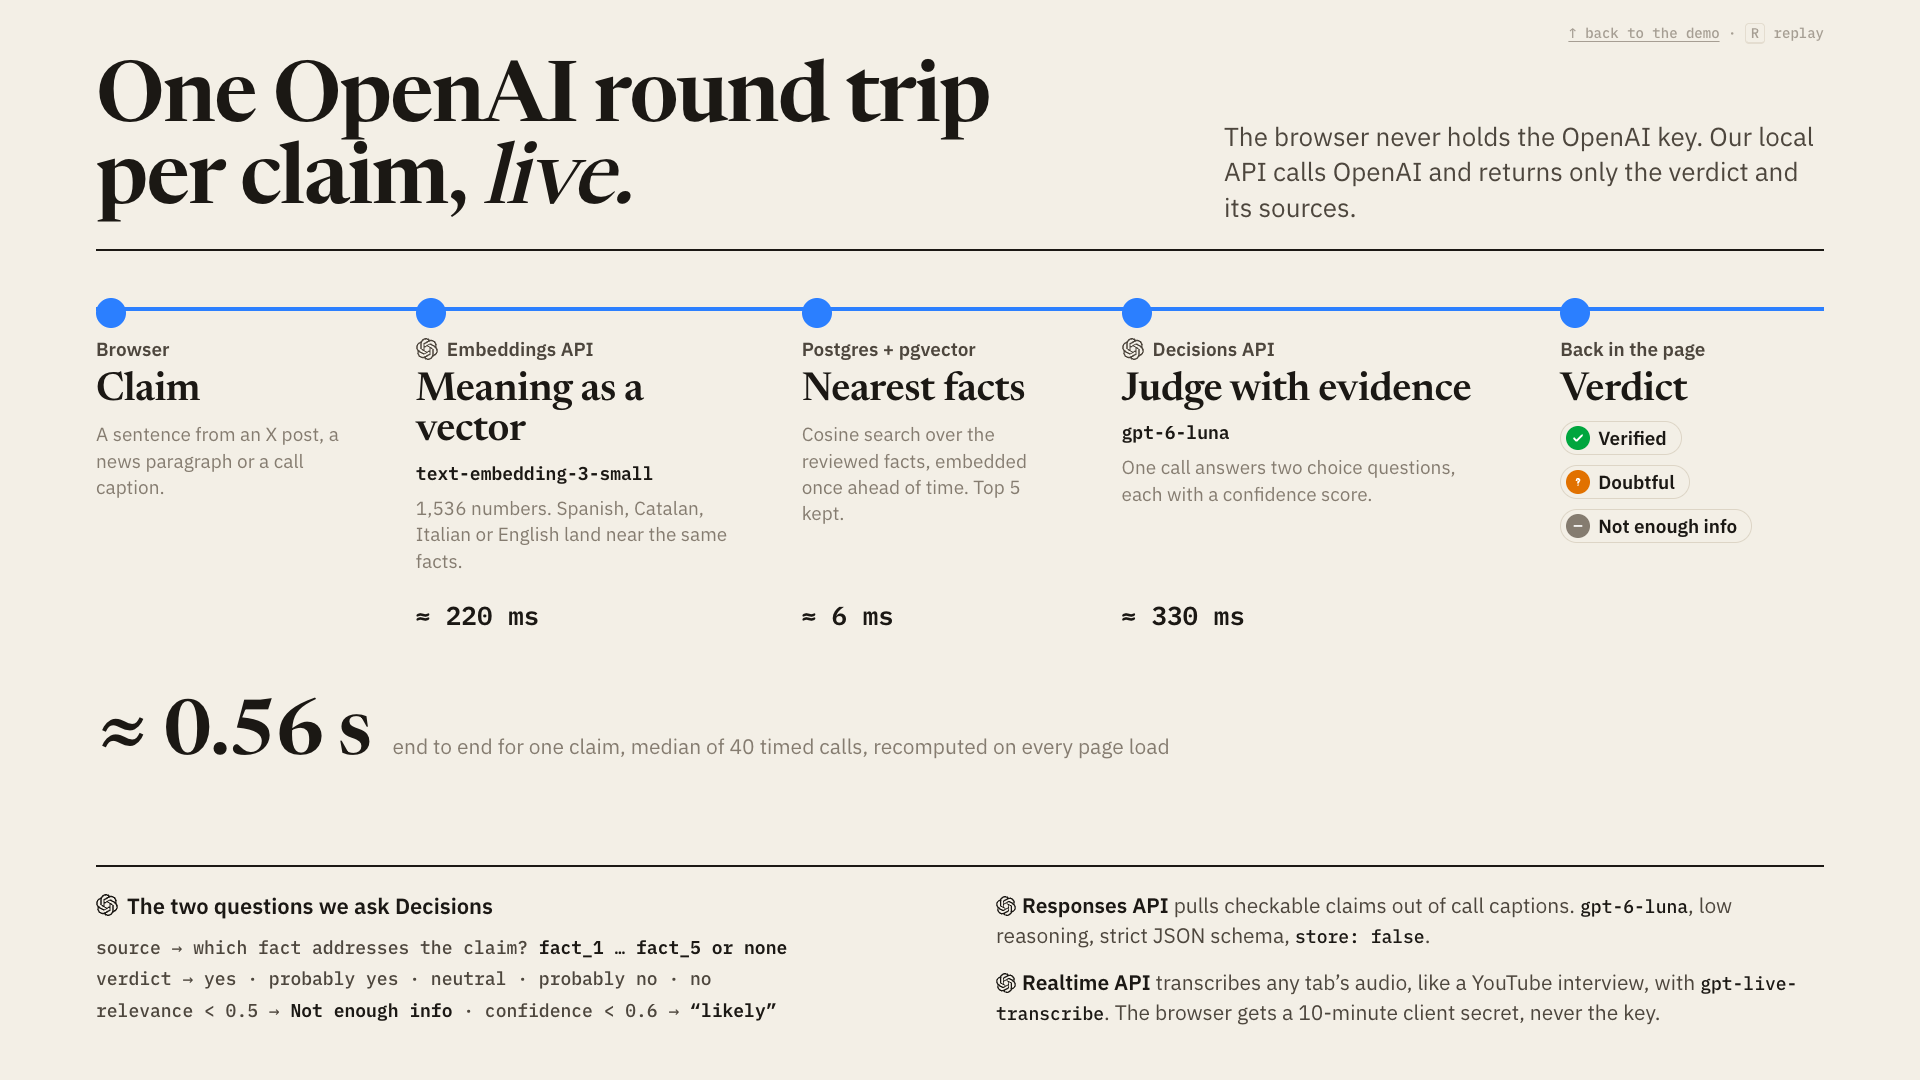 ↑ back to the demo · R replay
One OpenAI round trip
per claim, live.
The browser never holds the OpenAI key. Our local
API calls OpenAI and returns only the verdict and
its sources.
Browser
Claim
A sentence from an X post, a
news paragraph or a call
caption.
Embeddings API
Meaning as a
vector
text-embedding-3-small
1,536 numbers. Spanish, Catalan,
Italian or English land near the same
facts.
≈ 220 ms
Postgres + pgvector
Nearest facts
Cosine search over the
reviewed facts, embedded
once ahead of time. Top 5
kept.
≈ 6 ms
Decisions API
Judge with evidence
gpt-6-luna
One call answers two choice questions,
each with a confidence score.
≈ 330 ms
Back in the page
Verdict
Verified
? Doubtful
Not enough info
≈ 0.56 s end to end for one claim, median of 40 timed calls, recomputed on every page load
The two questions we ask Decisions
source → which fact addresses the claim? fact_1 … fact_5 or none
verdict → yes · probably yes · neutral · probably no · no
relevance < 0.5 → Not enough info · confidence < 0.6 → “likely”
Responses API pulls checkable claims out of call captions. gpt-6-luna, low
reasoning, strict JSON schema, store: false.
Realtime API transcribes any tab’s audio, like a YouTube interview, with gpt-live-
transcribe. The browser gets a 10-minute client secret, never the key.